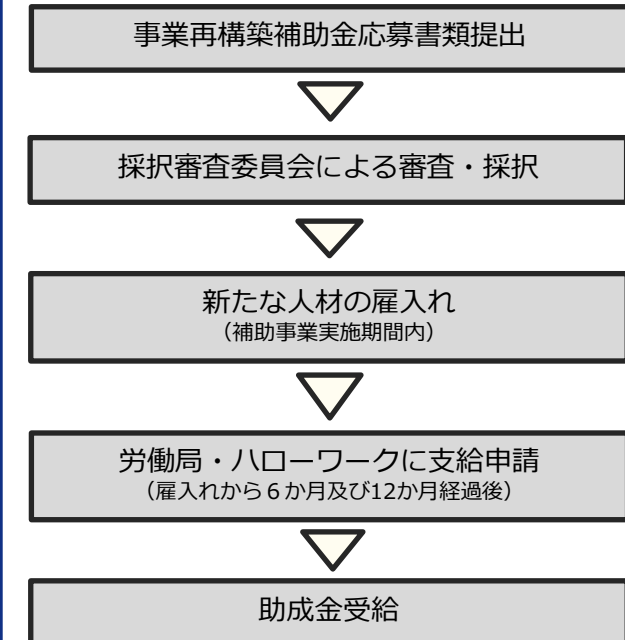 事業再構築補助金応募書類提出
採択審査委員会による審査・採択
新たな人材の雇入れ
（補助事業実施期間内）
労働局・ハローワークに支給申請
（雇入れから６か月及び12か月経過後）
助成金受給